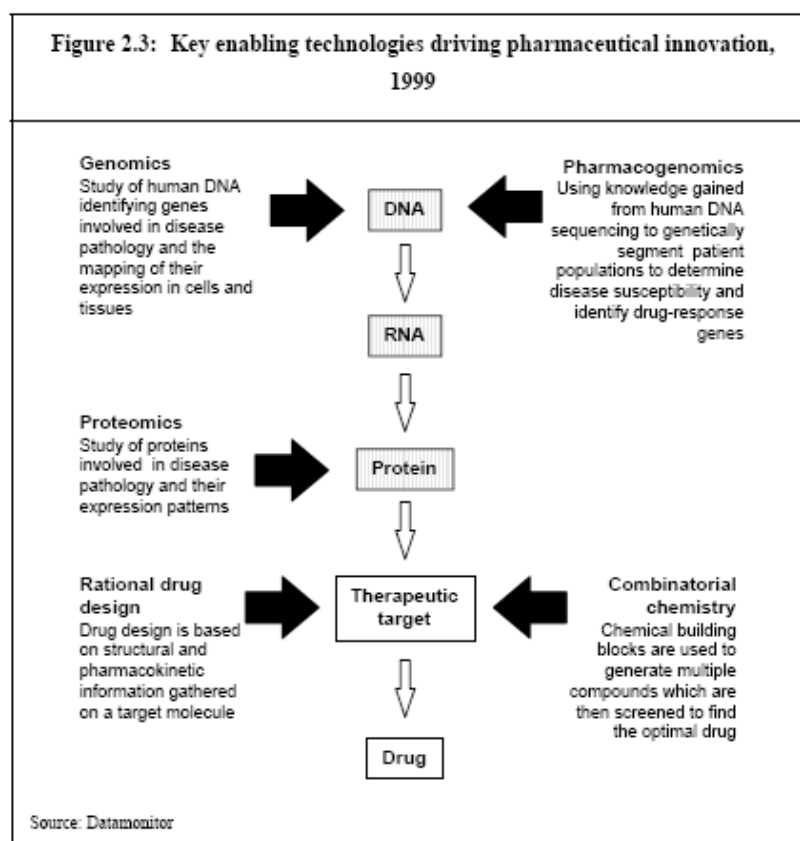 Figure 2.3: Key enabling technologies driving pharmaceutical innovation,
1999
Genomics
Study of human DNA
identifying genes
involved in disease
pathology and the
mapping of their
expression in cells and
tissues
DNA
Pharmacogenomics
Using knowledge gained
from human DNA
sequencing to genetically
segment patient
populations to determine
disease susceptibility and
identify drug-response
genes
RNA
Proteomics
Study of proteins
involved in disease
pathology and their
expression patterns
Protein
Rational drug
design
Drug design is based
on structural and
pharmacokinetic
information gathered
on a target molecule
Therapeutic
target
Combinatorial
chemistry
Chemical building
blocks are used to
generate multiple
compounds which are
then screened to find
the optimal drug
Drug
Source: Datamonitor